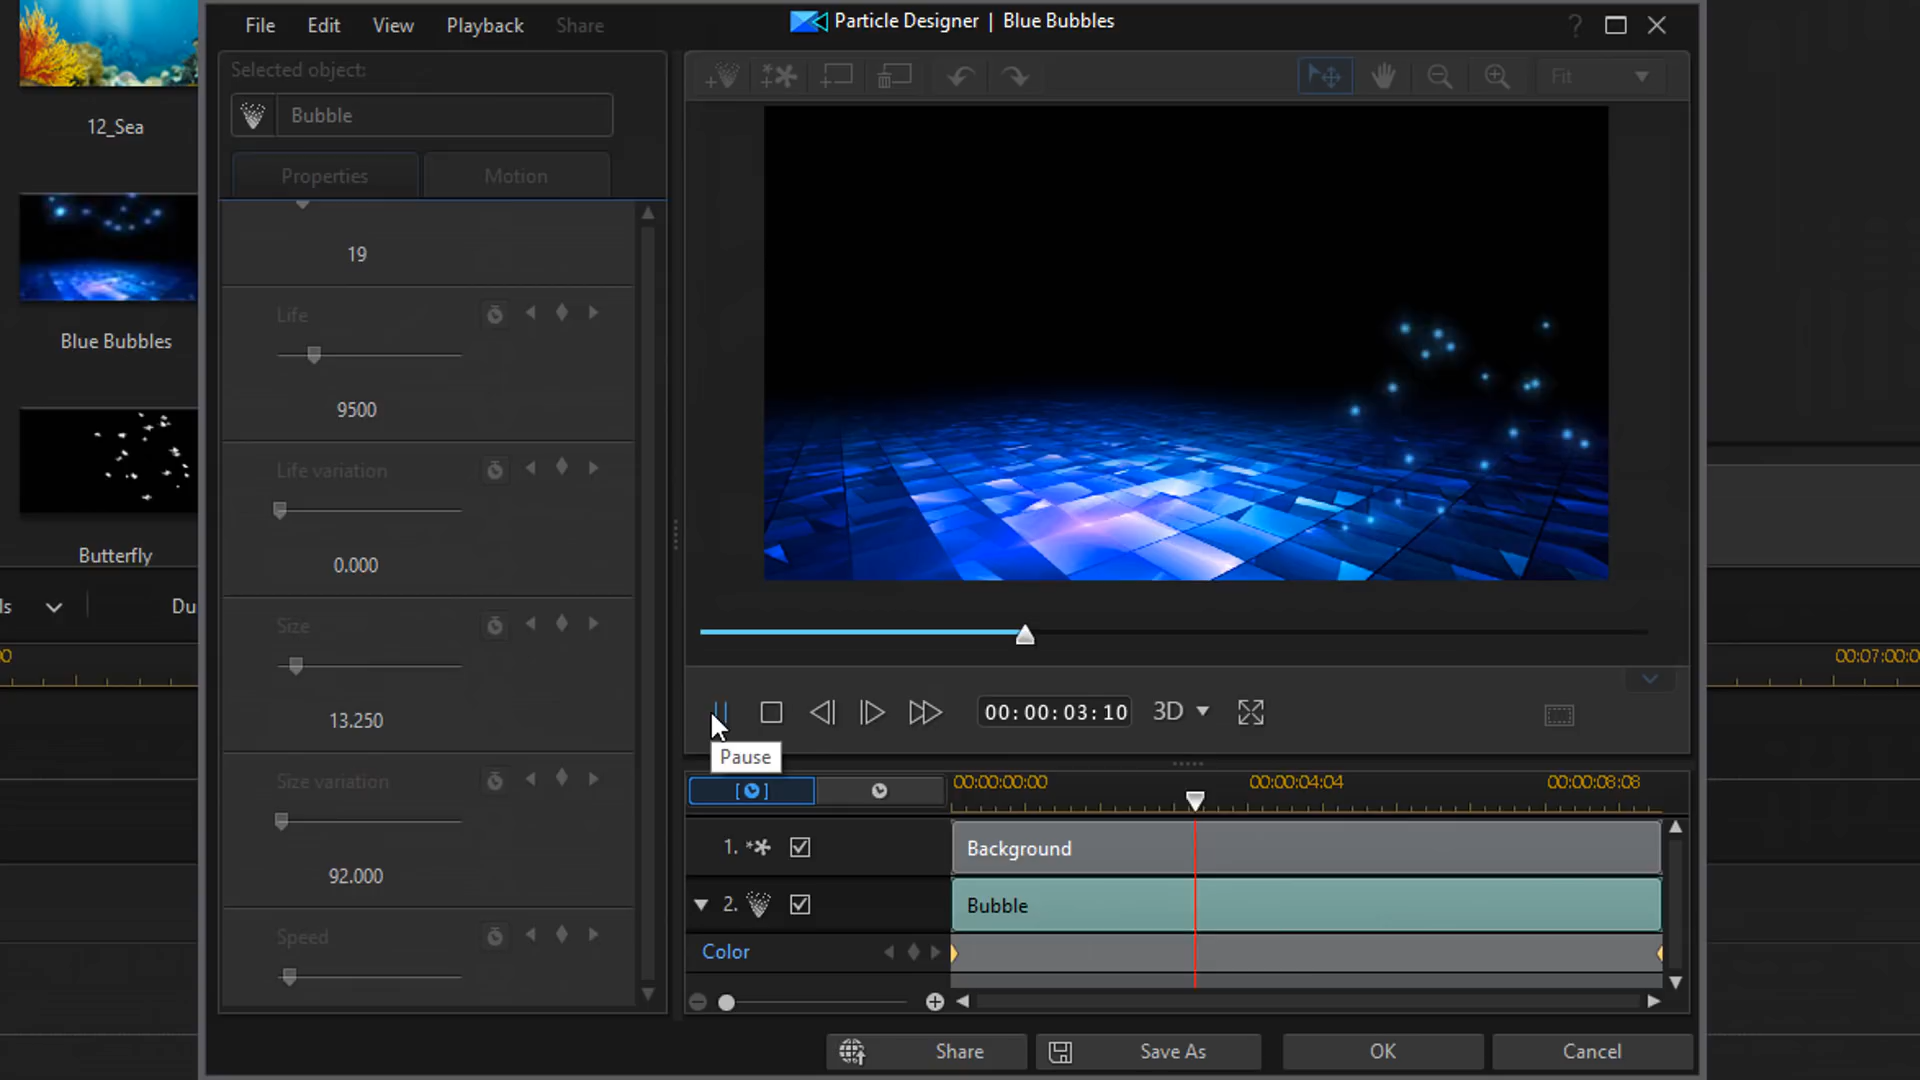 File Edit View Playback Share
Particle Designer | Blue Bubbles
?
Selected object:
Bubble
Properties Motion
19
Life
9500
Life variation
0.000
Size
13.250
Size variation
92.000
Speed
12_Sea
Blue Bubbles
Butterfly
ls
Du
Fit
00:00:03:10 3D
Pause
00:00:00:00 00:00:04:04 00:00:08:08
1. Background
2. Bubble
Color
Share Save As OK Cancel
00:07:00:0